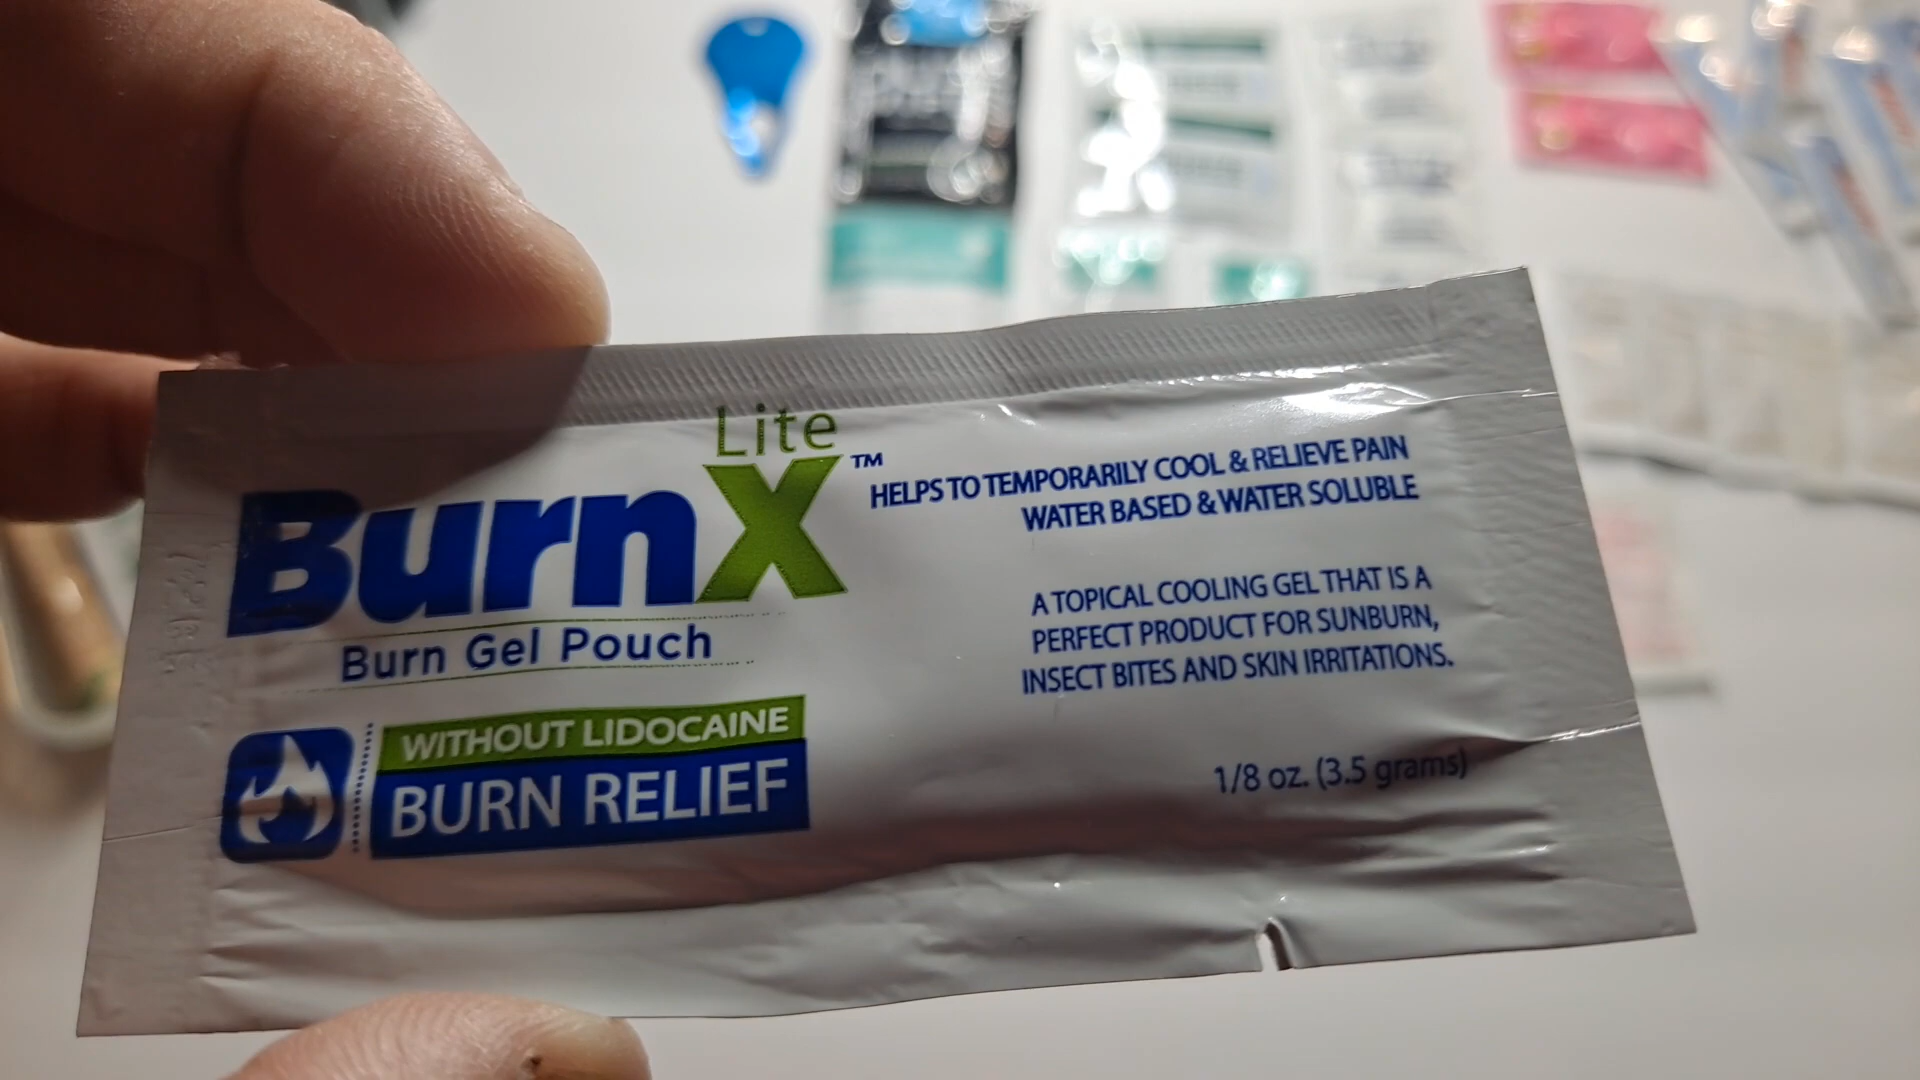 Lite
BurnX™
Burn Gel Pouch
WITHOUT LIDOCAINE
BURN RELIEF
HELPS TO TEMPORARILY COOL & RELIEVE PAIN
WATER BASED & WATER SOLUBLE
A TOPICAL COOLING GEL THAT IS A
PERFECT PRODUCT FOR SUNBURN,
INSECT BITES AND SKIN IRRITATIONS.
1/8 oz. (3.5 grams)